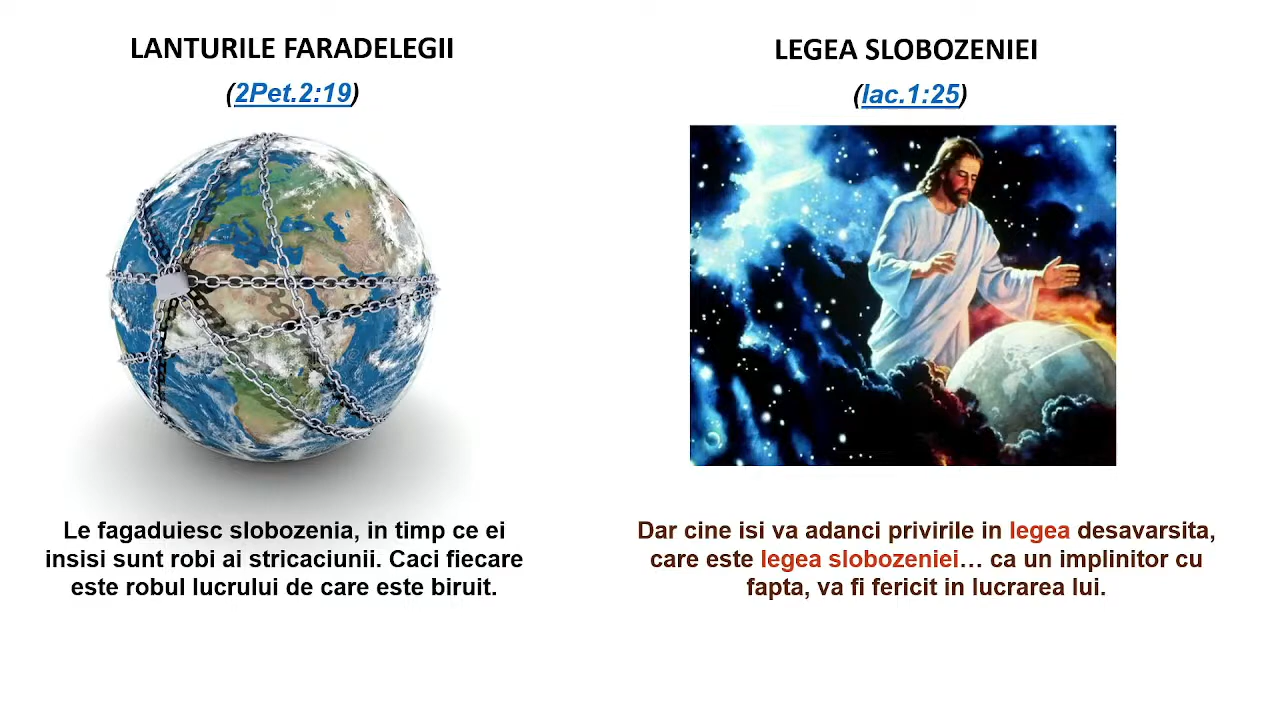 LANTURILE FARADELEGII
(2Pet.2:19)
Le fagaduiesc slobozenia, in timp ce ei
insisi sunt robi ai stricaciunii. Caci fiecare
este robul lucrului de care este biruit.
LEGEA SLOBOZENIEI
(Iac.1:25)
Dar cine isi va adanci privirile in legea desavarsita,
care este legea slobozeniei… ca un implinitor cu
fapta, va fi fericit in lucrarea lui.